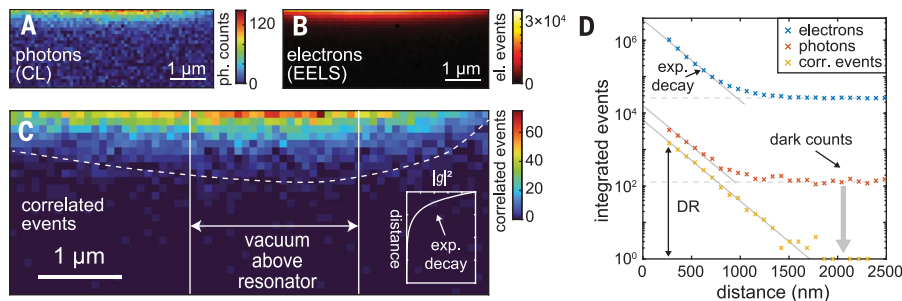 A
photons
(CL)
1 μm
120
60
0
ph. counts
B
electrons
(EELS)
1 μm
3×10⁴
0
el. events
C
correlated
events
1 μm
vacuum
above
resonator
|g|²
distance
exp.
decay
60
40
20
0
correlated events
D
integrated events
10⁶
10⁴
10²
10⁰
electrons
photons
corr. events
exp.
decay
dark counts
DR
0 500 1000 1500 2000 2500
distance (nm)